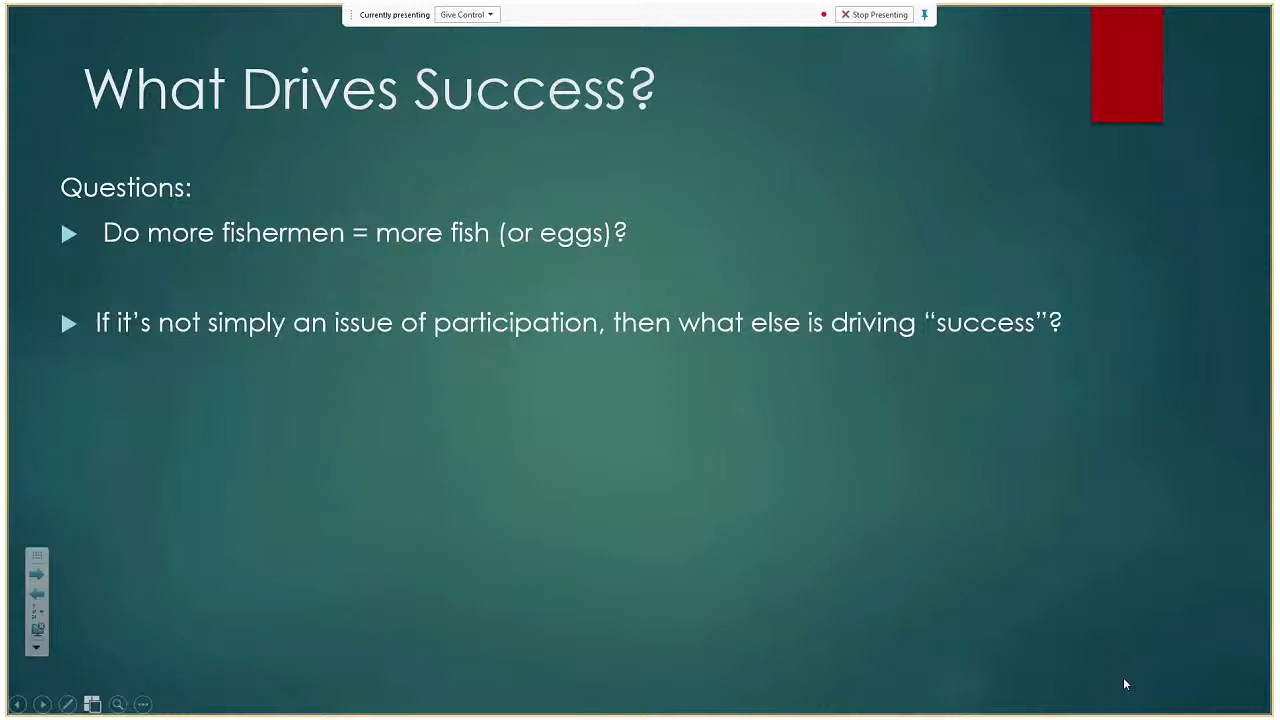 Currently presenting Give Control Stop Presenting
What Drives Success?
Questions:
Do more fishermen = more fish (or eggs)?
If it’s not simply an issue of participation, then what else is driving “success”?